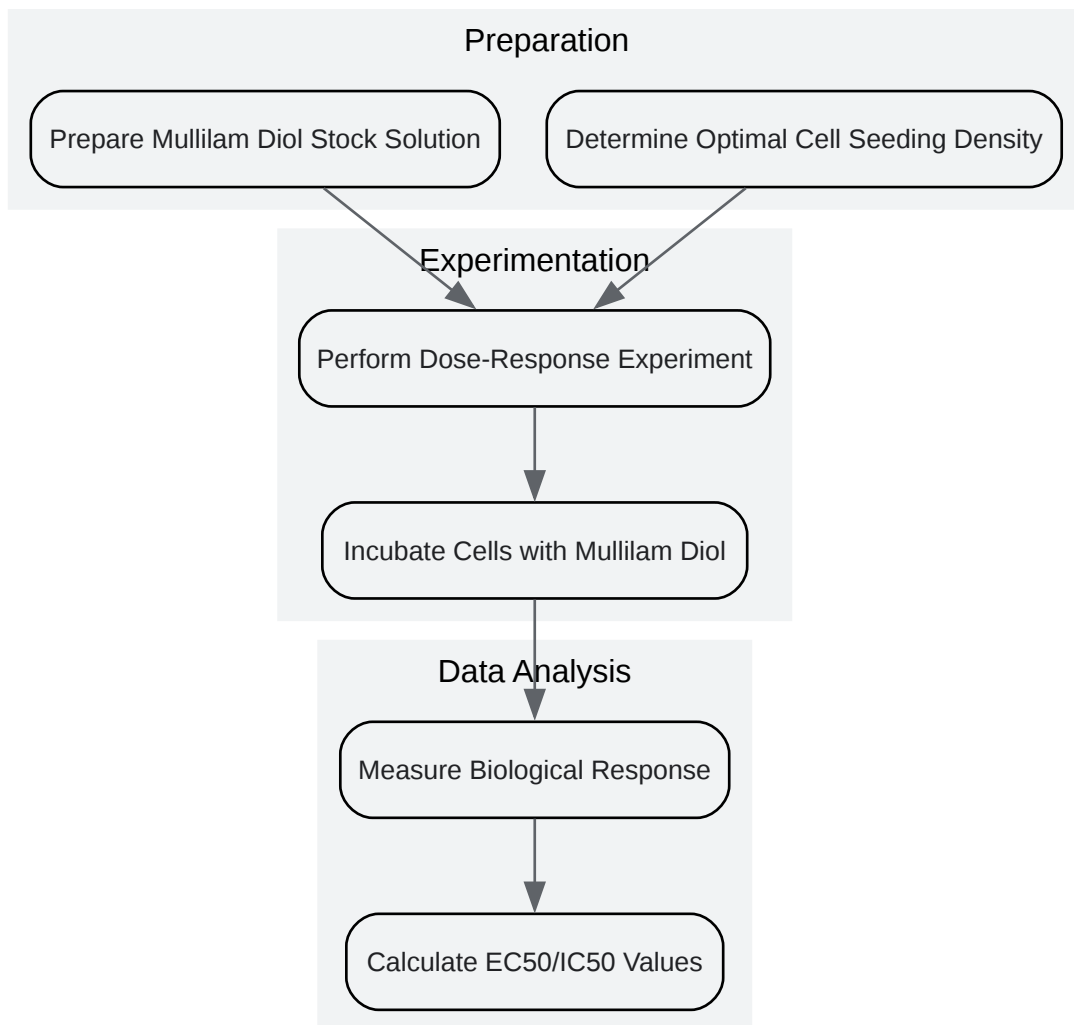 Preparation
Prepare Mullilam Diol Stock Solution
Determine Optimal Cell Seeding Density
Experimentation
Perform Dose-Response Experiment
Incubate Cells with Mullilam Diol
Data Analysis
Measure Biological Response
Calculate EC50/IC50 Values